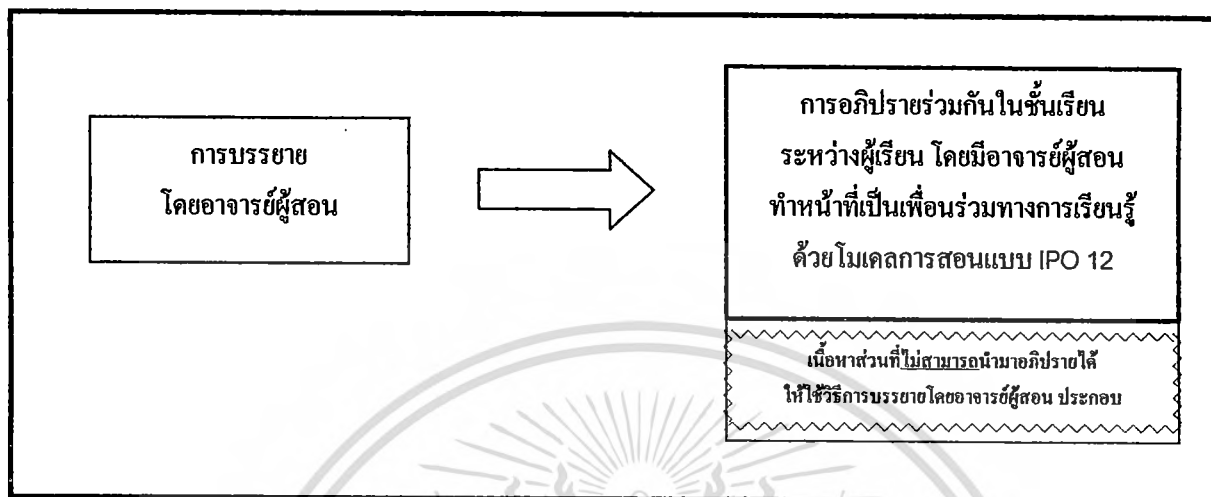 การบรรยาย
โดยอาจารย์ผู้สอน
การอภิปรายร่วมกันในชั้นเรียน
ระหว่างผู้เรียน โดยมีอาจารย์ผู้สอน
ทำหน้าที่เป็นเพื่อนร่วมทางการเรียนรู้
ด้วยโมเดลการสอนแบบ IPO 12
เนื้อหาส่วนที่ไม่สามารถนำมาอภิปรายได้
ให้ใช้วิธีการบรรยายโดยอาจารย์ผู้สอน ประกอบ